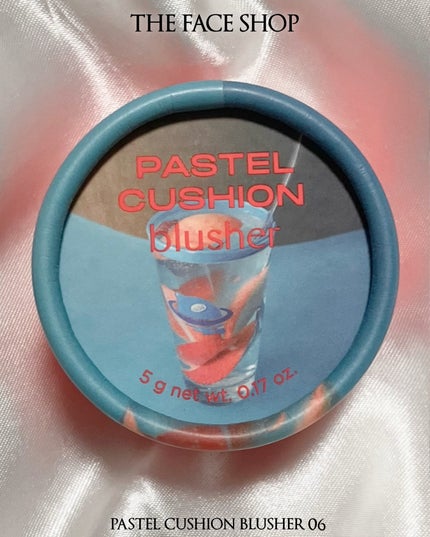 THE FACE SHOP
PASTEL
CUSHION
blusher
5 g net wt. 0.17 oz.
PASTEL CUSHION BLUSHER 06